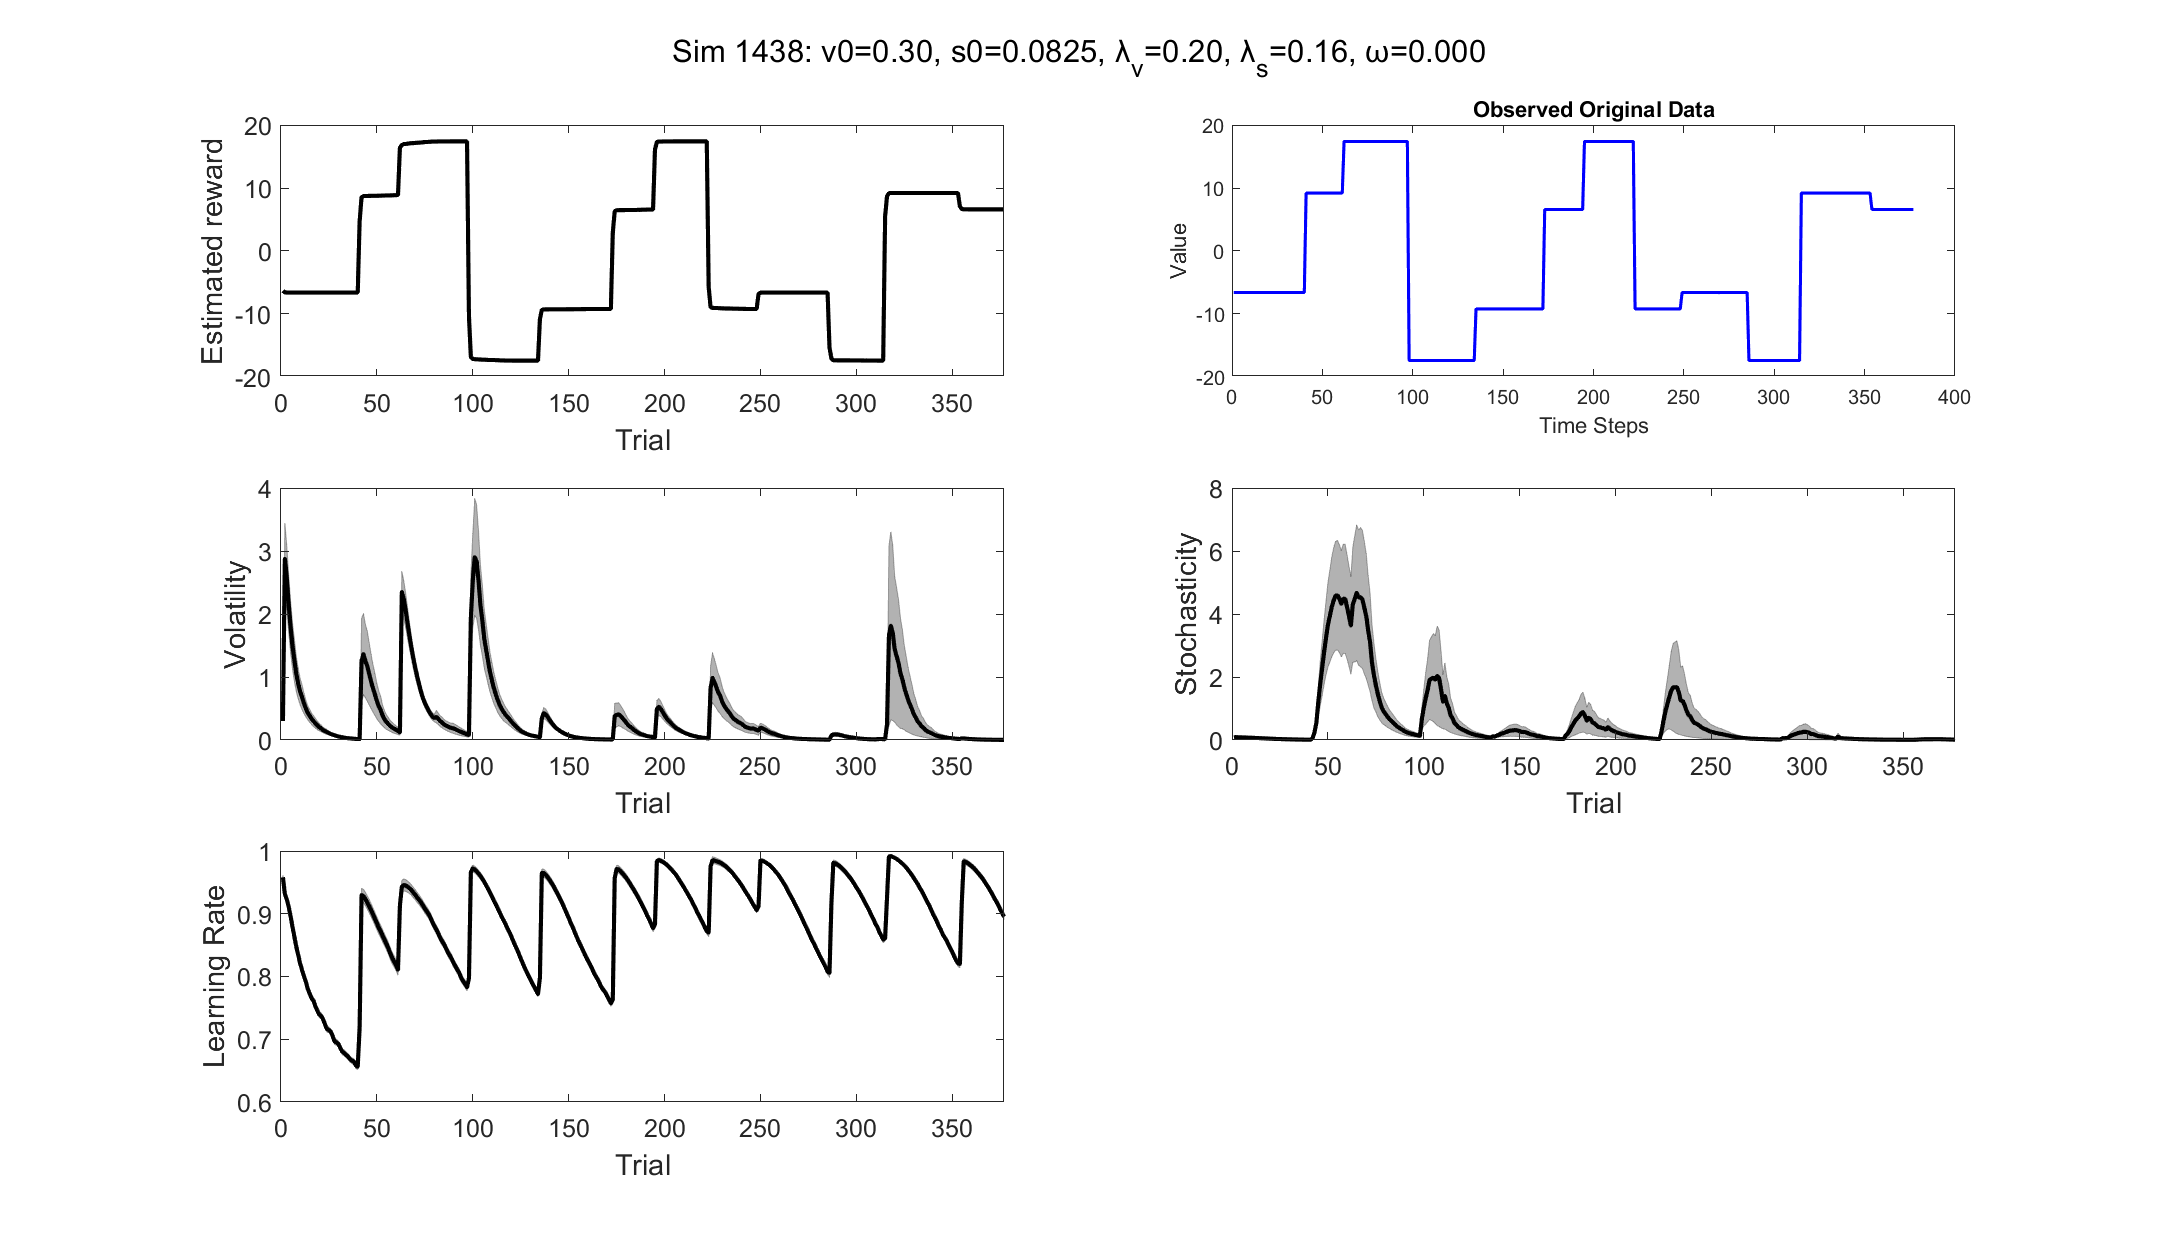 Sim 1438: v0=0.30, s0=0.0825, λv=0.20, λs=0.16, ω=0.000
Estimated reward
20
10
0
-10
-20
0 50 100 150 200 250 300 350
Trial
Observed Original Data
Value
20
10
0
-10
-20
0 50 100 150 200 250 300 350 400
Time Steps
Volatility
4
3
2
1
0
0 50 100 150 200 250 300 350
Trial
Stochasticity
8
6
4
2
0
0 50 100 150 200 250 300 350
Trial
Learning Rate
1
0.9
0.8
0.7
0.6
0 50 100 150 200 250 300 350
Trial